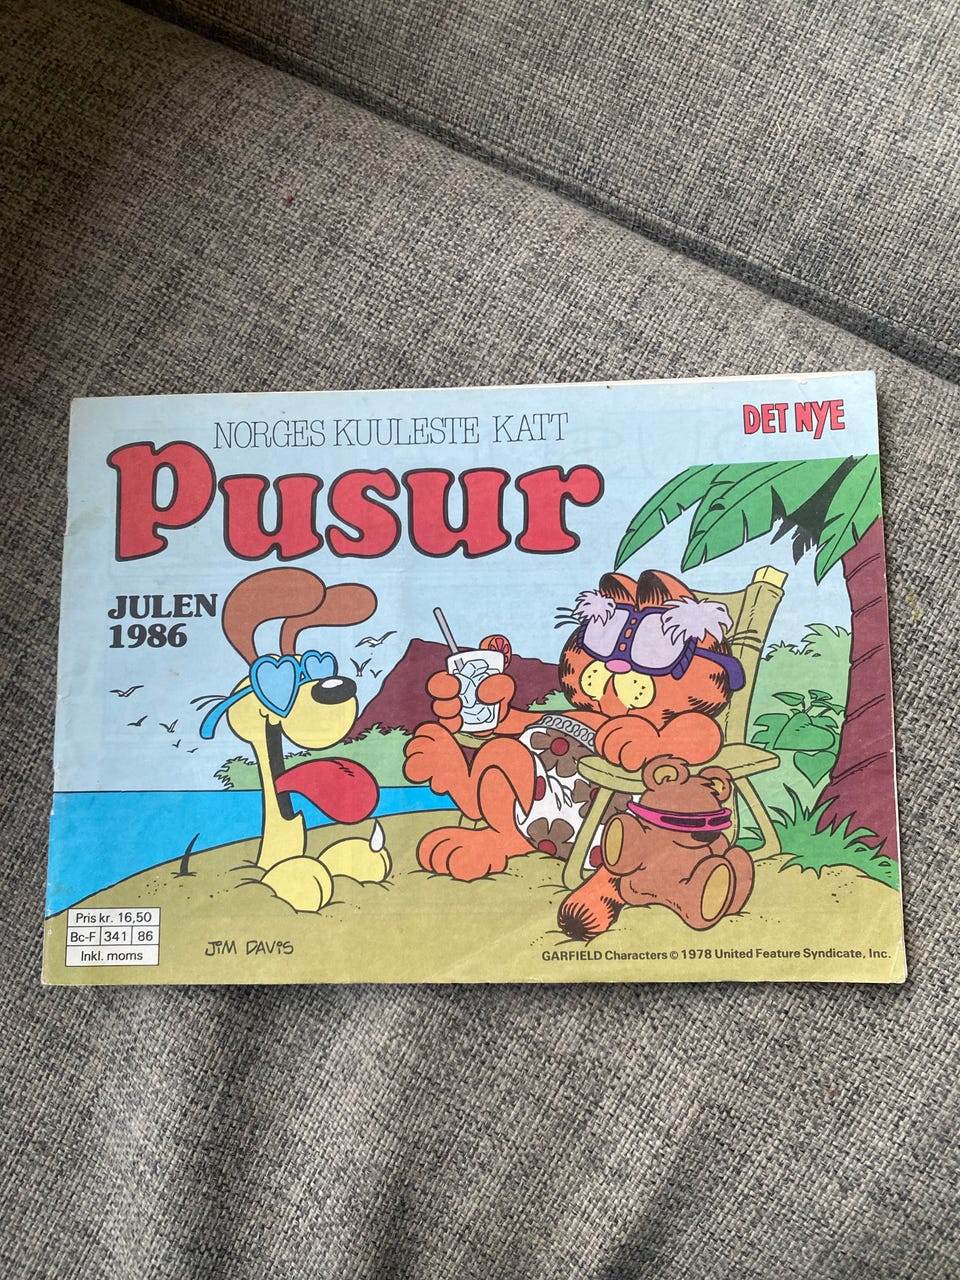 NORGES KUULESTE KATT
DET NYE
Pusur
JULEN
1986
Pris kr. 16,50
Bc-F 341 86
Inkl. moms
JIM DAVIS
GARFIELD Characters © 1978 United Feature Syndicate, Inc.